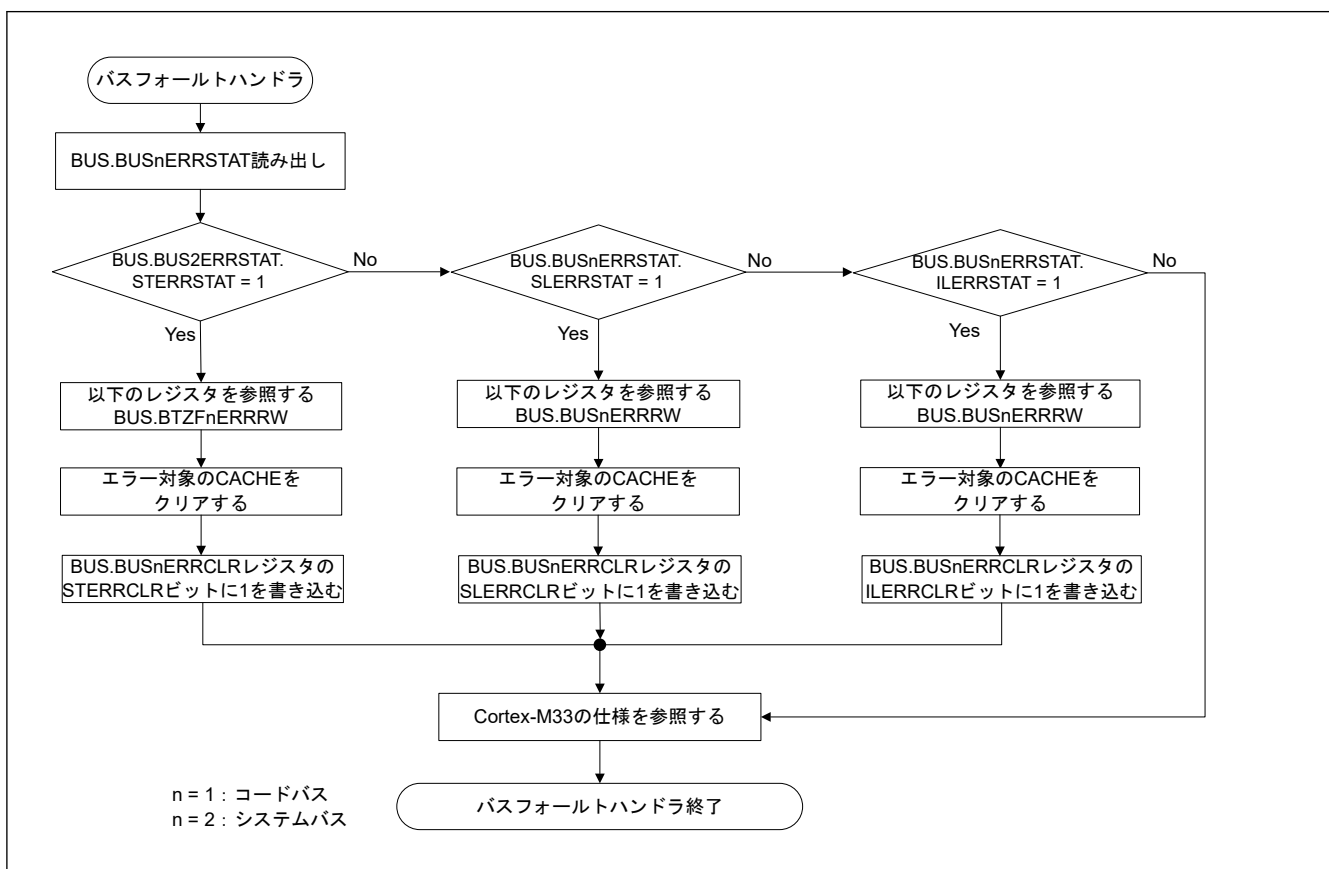 バスフォールトハンドラ
BUS.BUSnERRSTAT読み出し
BUS.BUS2ERRSTAT.
STERRSTAT = 1
No
Yes
BUS.BUSnERRSTAT.
SLERRSTAT = 1
No
Yes
BUS.BUSnERRSTAT.
ILERRSTAT = 1
No
Yes
以下のレジスタを参照する
BUS.BTZFnERRRW
以下のレジスタを参照する
BUS.BUSnERRRW
以下のレジスタを参照する
BUS.BUSnERRRW
エラー対象のCACHEを
クリアする
エラー対象のCACHEを
クリアする
エラー対象のCACHEを
クリアする
BUS.BUSnERRCLRレジスタの
STERRCLRビットに1を書き込む
BUS.BUSnERRCLRレジスタの
SLERRCLRビットに1を書き込む
BUS.BUSnERRCLRレジスタの
ILERRCLRビットに1を書き込む
Cortex-M33の仕様を参照する
バスフォールトハンドラ終了
n = 1 : コードバス
n = 2 : システムバス